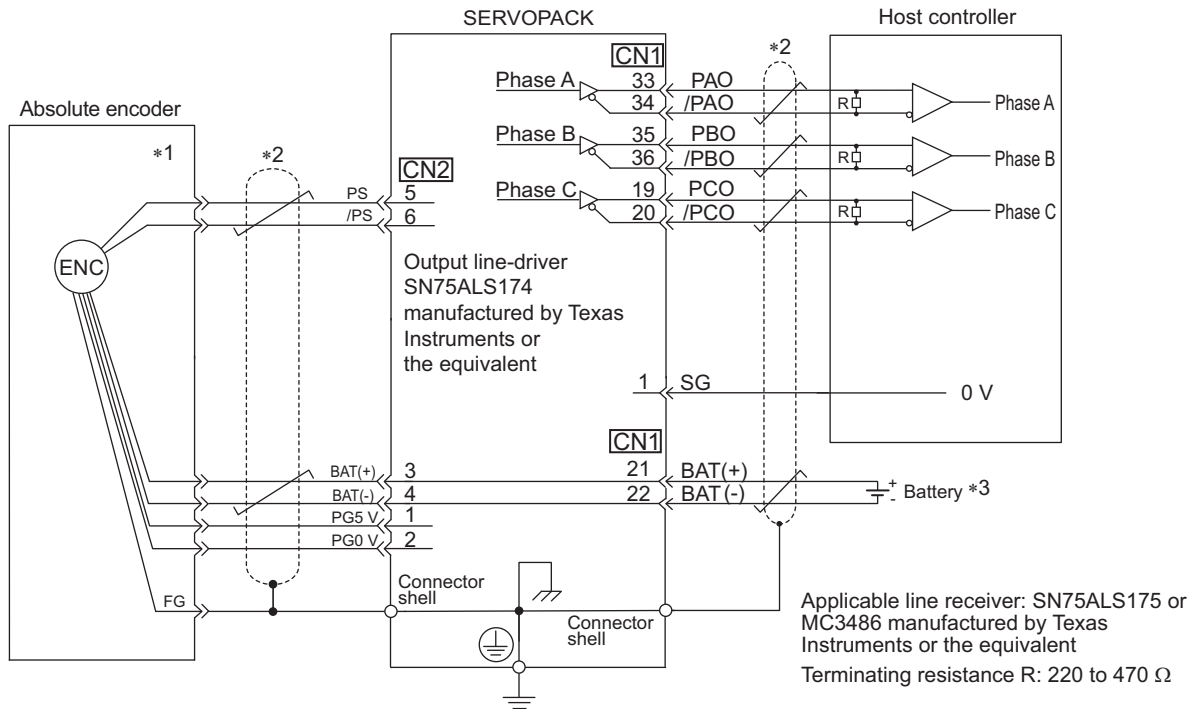 SERVOPACK
Host controller
Absolute encoder
*1
*2
CN2
PS 5
/PS 6
ENC
CN1
*2
Phase A 33 PAO R Phase A
34 /PAO
Phase B 35 PBO R Phase B
36 /PBO
Phase C 19 PCO R Phase C
20 /PCO
Output line-driver
SN75ALS174
manufactured by Texas
Instruments or
the equivalent
1 SG 0 V
CN1
BAT(+) 3 21 BAT(+)
BAT(-) 4 22 BAT(-)
+
- Battery *3
PG5 V 1
PG0 V 2
FG
Connector
shell
Connector
shell
Applicable line receiver: SN75ALS175 or
MC3486 manufactured by Texas
Instruments or the equivalent
Terminating resistance R: 220 to 470 Ω